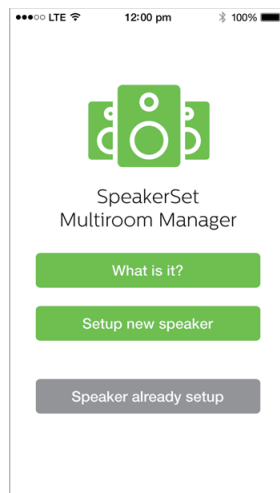 LTE 12:00 pm 100%
SpeakerSet
Multiroom Manager
What is it?
Setup new speaker
Speaker already setup